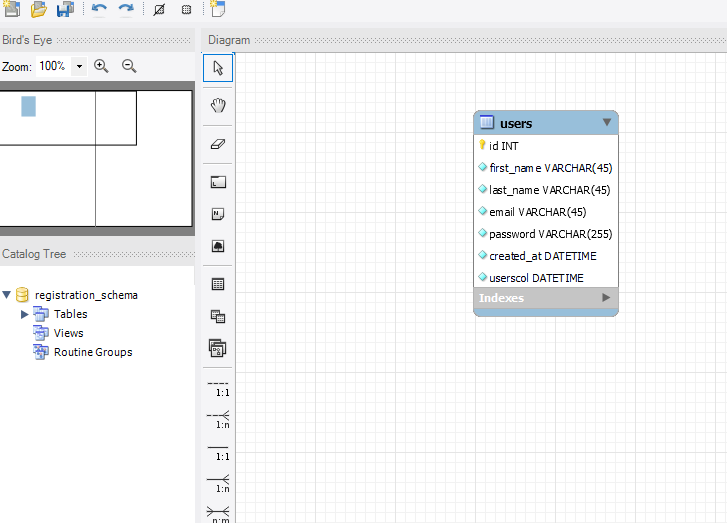 Bird's Eye
Zoom: 100%
Catalog Tree
registration_schema
Tables
Views
Routine Groups
Diagram
L
N
1:1
1:n
1:1
1:n
n:m
users
id INT
first_name VARCHAR(45)
last_name VARCHAR(45)
email VARCHAR(45)
password VARCHAR(255)
created_at DATETIME
userscol DATETIME
Indexes